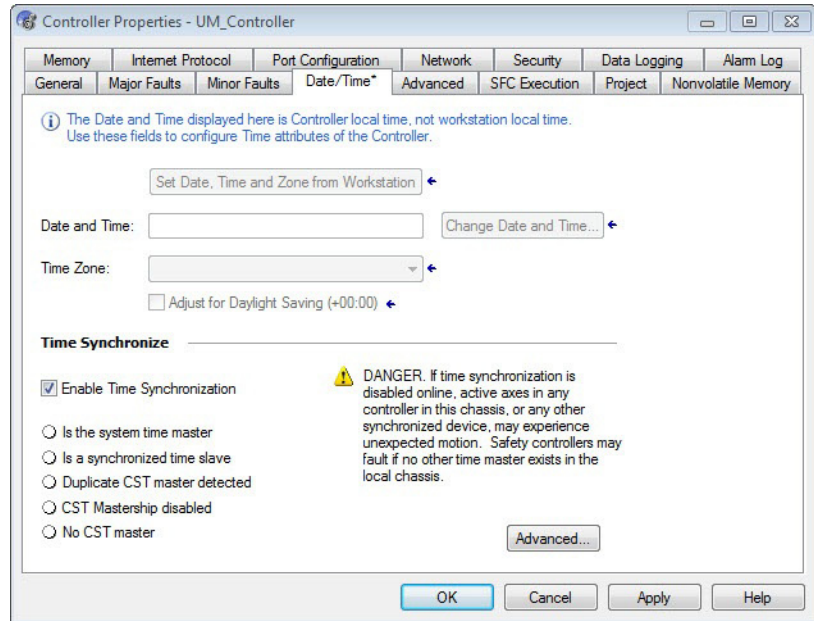 Controller Properties - UM_Controller
Memory Internet Protocol Port Configuration Network Security Data Logging Alarm Log
General Major Faults Minor Faults Date/Time* Advanced SFC Execution Project Nonvolatile Memory
The Date and Time displayed here is Controller local time, not workstation local time.
Use these fields to configure Time attributes of the Controller.
Set Date, Time and Zone from Workstation
Date and Time: Change Date and Time...
Time Zone:
Adjust for Daylight Saving (+00:00)
Time Synchronize
Enable Time Synchronization
Is the system time master
Is a synchronized time slave
Duplicate CST master detected
CST Mastership disabled
No CST master
DANGER. If time synchronization is
disabled online, active axes in any
controller in this chassis, or any other
synchronized device, may experience
unexpected motion. Safety controllers may
fault if no other time master exists in the
local chassis.
Advanced...
OK Cancel Apply Help